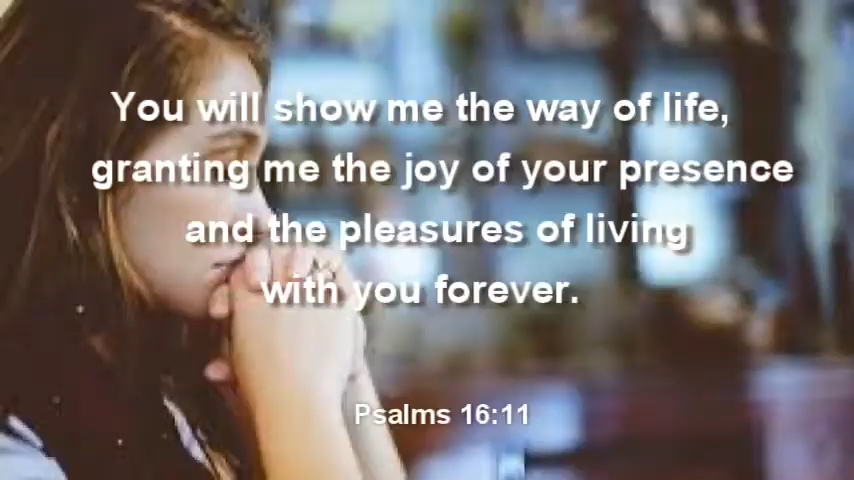 You will show me the way of life,
granting me the joy of your presence
and the pleasures of living
with you forever.
Psalms 16:11